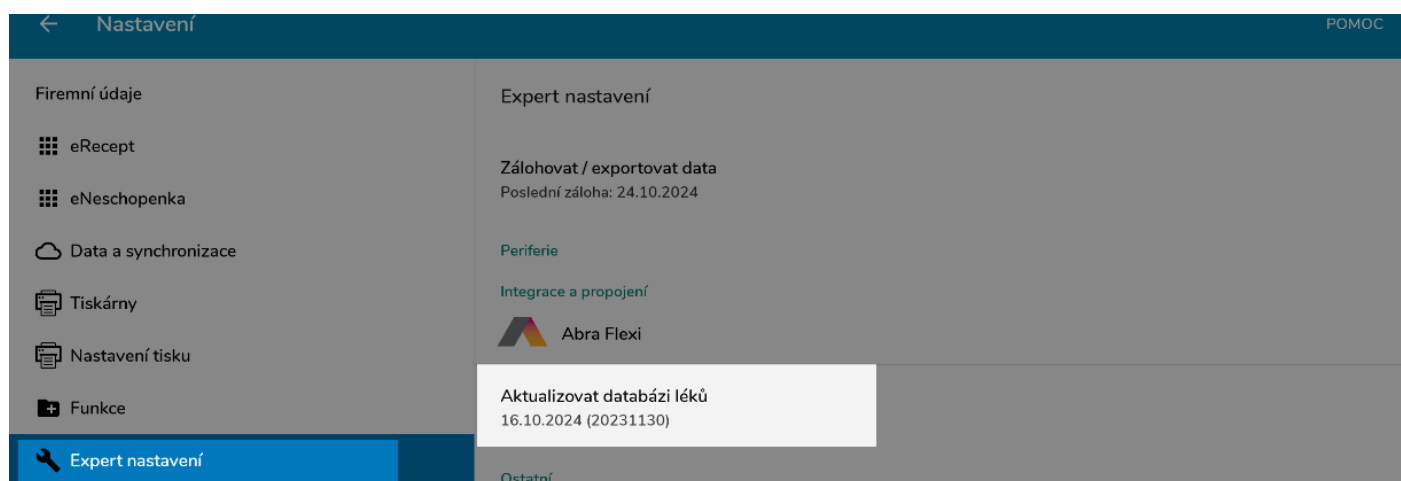 Nastavení
POMOC
Firemní údaje
eRecept
eNeschopenka
Data a synchronizace
Tiskárny
Nastavení tisku
Funkce
Expert nastavení
Expert nastavení
Zálohovat / exportovat data
Poslední záloha: 24.10.2024
Periferie
Integrace a propojení
Abra Flexi
Aktualizovat databázi léků
16.10.2024 (20231130)
Ostatní